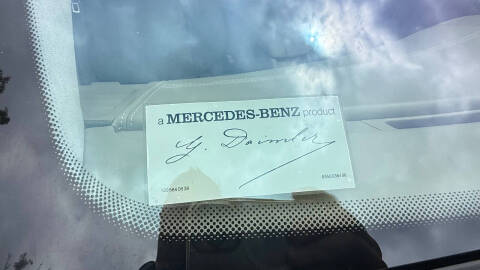 a MERCEDES-BENZ product
G. Daimler